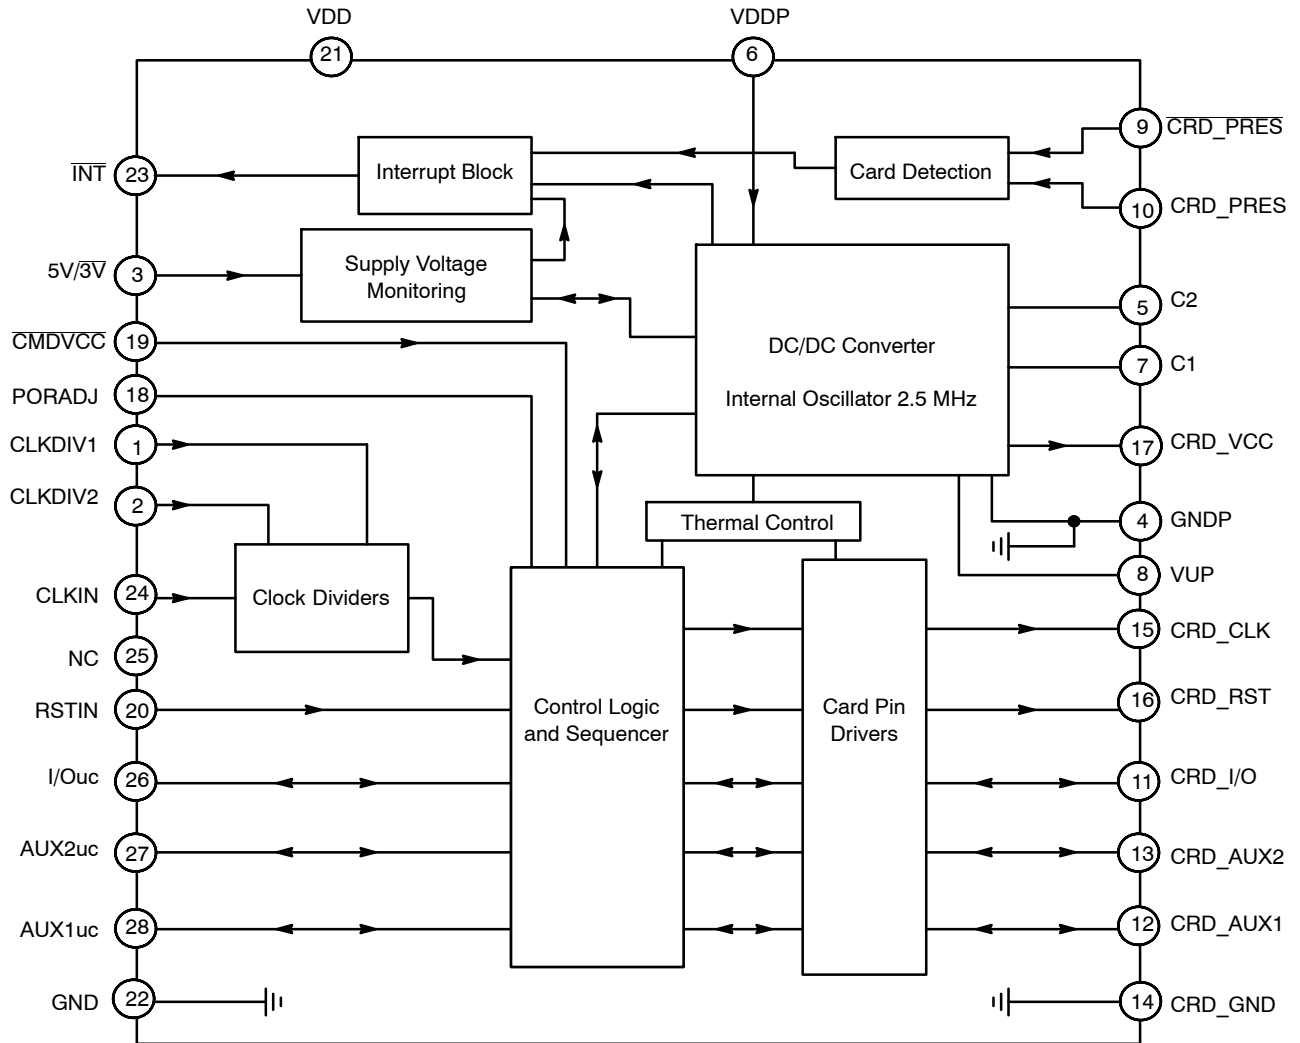 VDD
VDDP
21
6
INT
23
Interrupt Block
Card Detection
9
CRD_PRES
10
CRD_PRES
5V/3V
3
Supply Voltage
Monitoring
5
C2
CMDVCC
19
DC/DC Converter
Internal Oscillator 2.5 MHz
7
C1
PORADJ
18
CLKDIV1
1
17
CRD_VCC
CLKDIV2
2
Thermal Control
4
GNDP
8
VUP
CLKIN
24
Clock Dividers
15
CRD_CLK
NC
25
RSTIN
20
Control Logic
and Sequencer
Card Pin
Drivers
16
CRD_RST
I/Ouc
26
11
CRD_I/O
AUX2uc
27
13
CRD_AUX2
AUX1uc
28
12
CRD_AUX1
GND
22
14
CRD_GND